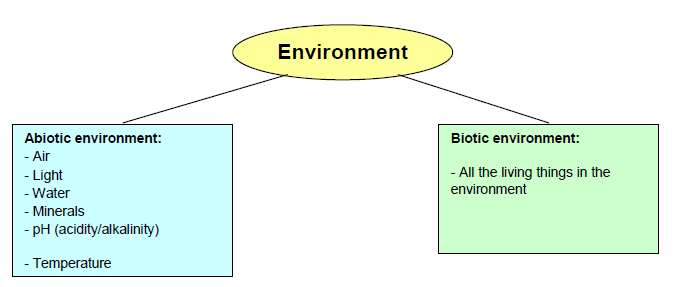 Environment
Abiotic environment:
- Air
- Light
- Water
- Minerals
- pH (acidity/alkalinity)
- Temperature
Biotic environment:
- All the living things in the
environment